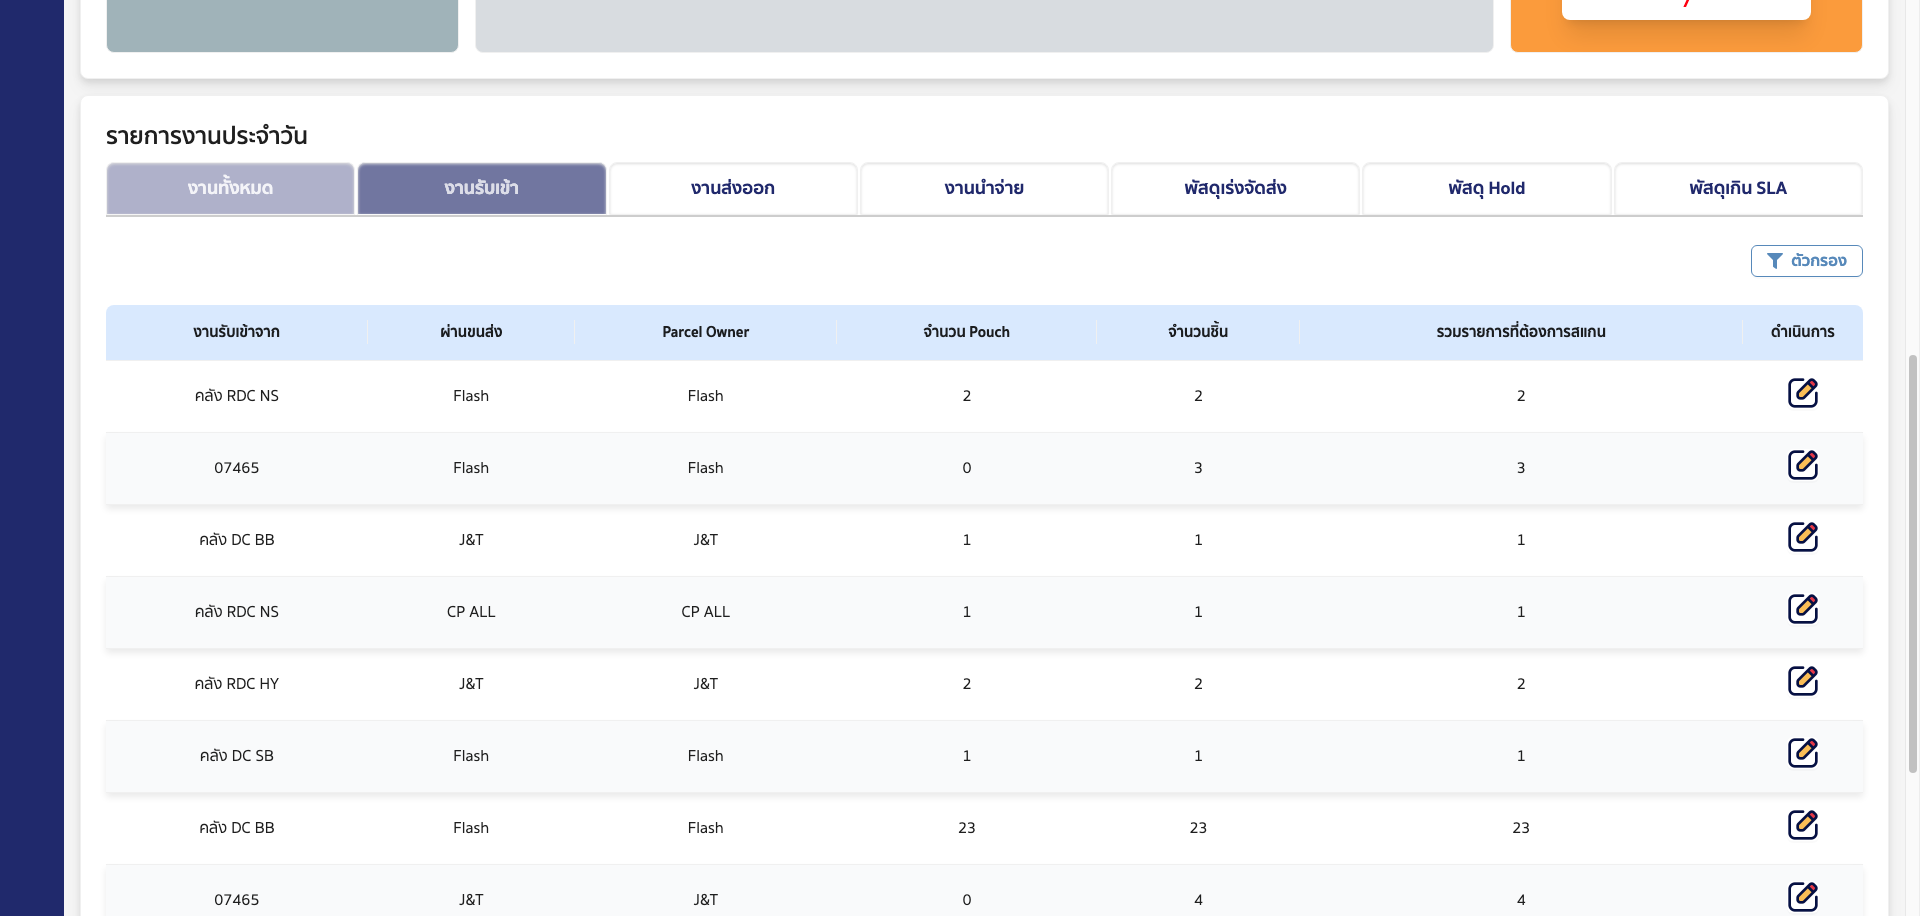 รายการงานประจำวัน
งานทั้งหมด งานรับเข้า งานส่งออก งานนำจ่าย พัสดุเร่งจัดส่ง พัสดุ Hold พัสดุเกิน SLA
ตัวกรอง
งานรับเข้าจาก ผ่านขนส่ง Parcel Owner จำนวน Pouch จำนวนชิ้น รวมรายการที่ต้องการสแกน ดำเนินการ
คลัง RDC NS Flash Flash 2 2 2
07465 Flash Flash 0 3 3
คลัง DC BB J&T J&T 1 1 1
คลัง RDC NS CP ALL CP ALL 1 1 1
คลัง RDC HY J&T J&T 2 2 2
คลัง DC SB Flash Flash 1 1 1
คลัง DC BB Flash Flash 23 23 23
07465 J&T J&T 0 4 4